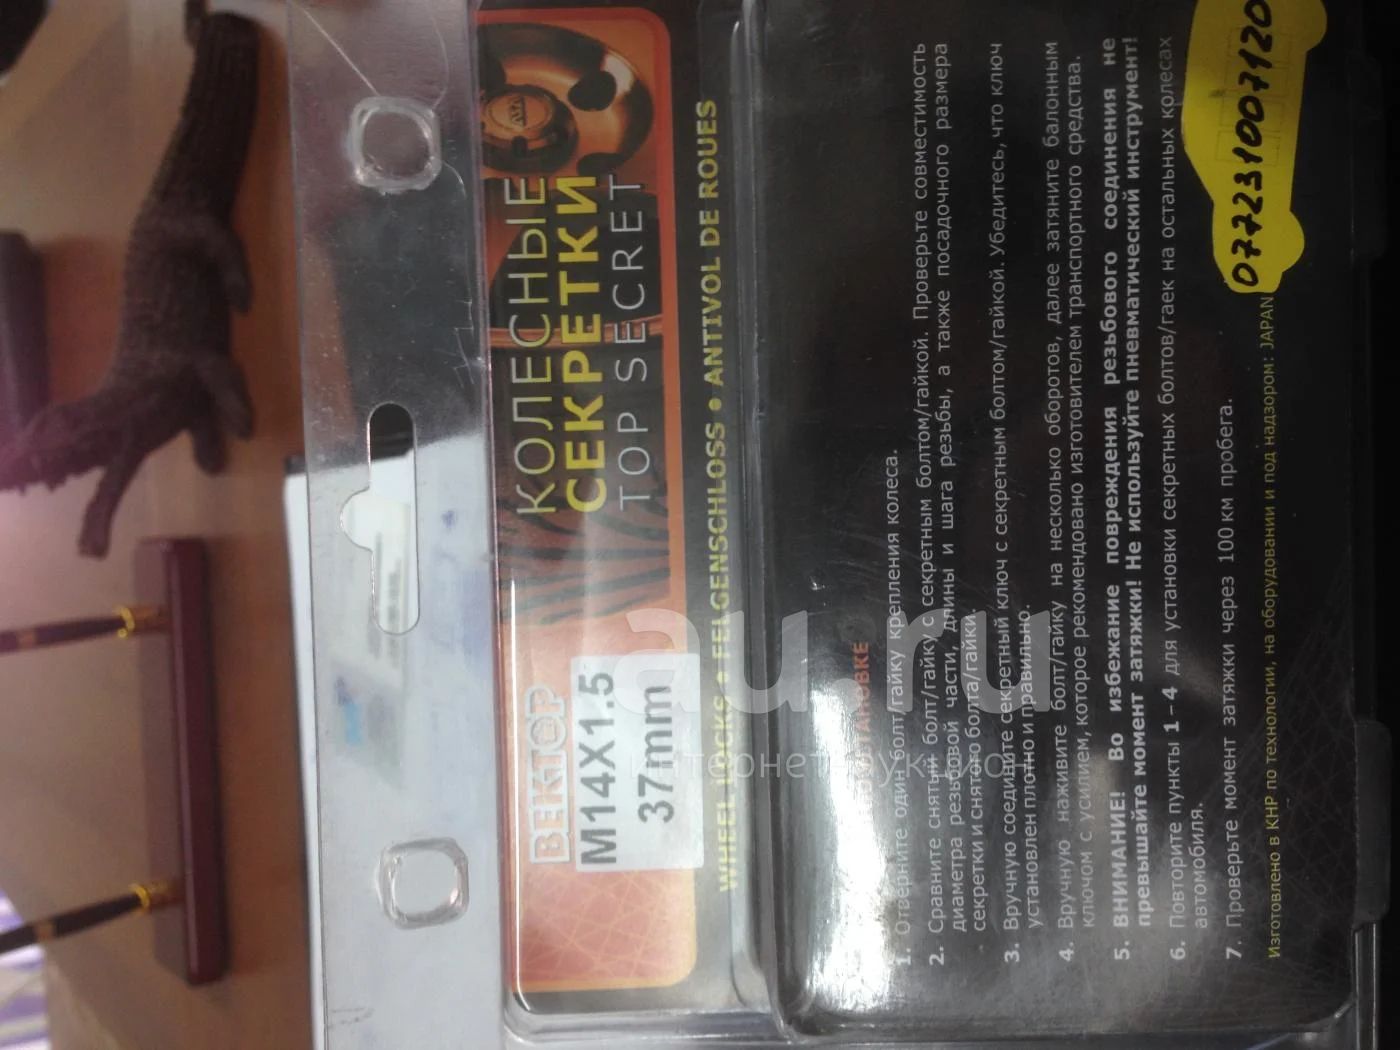 КОЛЕСНЫЕ
СЕКРЕТКИ
TOP SECRET
ВЕКТОР
M14X1.5
37mm
WHEEL LOCKS • FELGENSCHLOSS • ANTIVOL DE ROUES
УСТАНОВКЕ
1. Отверните один болт/гайку крепления колеса.
2. Сравните снятый болт/гайку с секретным болтом/гайкой. Проверьте совместимость
диаметра резьбовой части, длины и шага резьбы, а также посадочного размера
секретки и снятого болта/гайки.
3. Вручную соедините секретный ключ с секретным болтом/гайкой. Убедитесь, что ключ
установлен плотно и правильно.
4. Вручную наживите болт/гайку на несколько оборотов, далее затяните балонным
ключом с усилием, которое рекомендовано изготовителем транспортного средства.
5. ВНИМАНИЕ! Во избежание повреждения резьбового соединения не
превышайте момент затяжки! Не используйте пневматический инструмент!
6. Повторите пункты 1 – 4 для установки секретных болтов/гаек на остальных колесах
автомобиля.
7. Проверьте момент затяжки через 100 км пробега.
Изготовлено в КНР по технологии, на оборудовании и под надзором: JAPAN
077231007120
au.ru